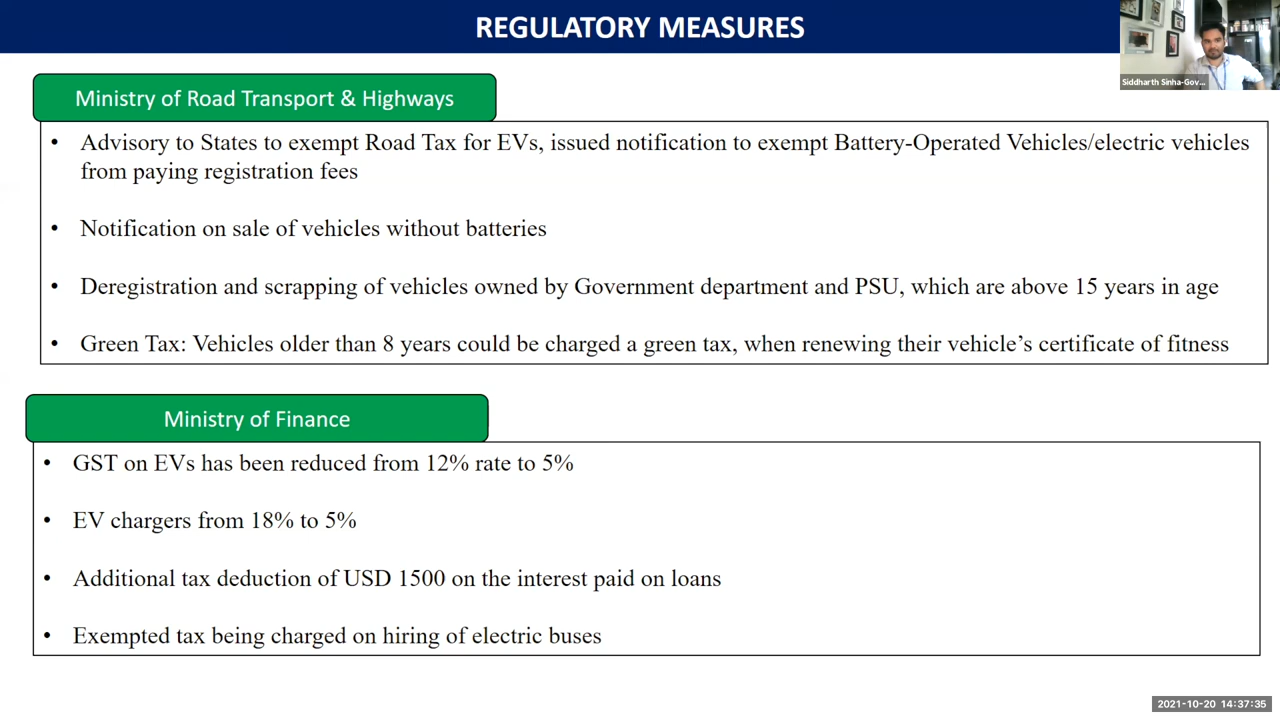 REGULATORY MEASURES
Siddharth Sinha-Gov...
Ministry of Road Transport & Highways
• Advisory to States to exempt Road Tax for EVs, issued notification to exempt Battery-Operated Vehicles/electric vehicles
from paying registration fees
• Notification on sale of vehicles without batteries
• Deregistration and scrapping of vehicles owned by Government department and PSU, which are above 15 years in age
• Green Tax: Vehicles older than 8 years could be charged a green tax, when renewing their vehicle’s certificate of fitness
Ministry of Finance
• GST on EVs has been reduced from 12% rate to 5%
• EV chargers from 18% to 5%
• Additional tax deduction of USD 1500 on the interest paid on loans
• Exempted tax being charged on hiring of electric buses
2021-10-20 14:37:35